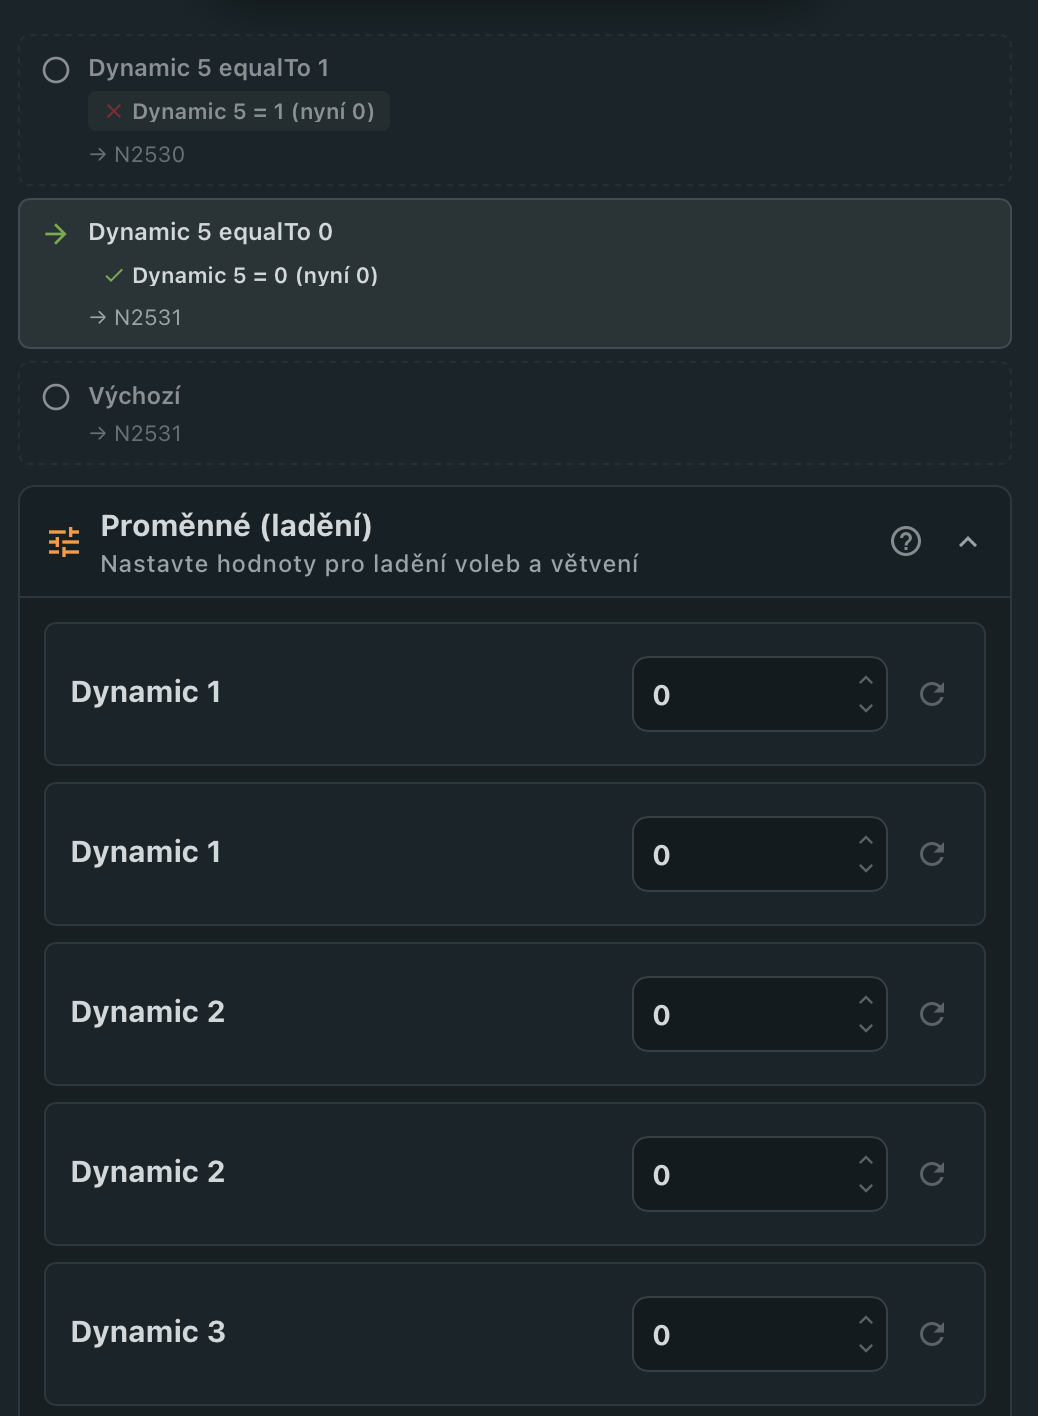 Dynamic 5 equalTo 1
Dynamic 5 = 1 (nyní 0)
→ N2530
Dynamic 5 equalTo 0
Dynamic 5 = 0 (nyní 0)
→ N2531
Výchozí
→ N2531
Proměnné (ladění)
Nastavte hodnoty pro ladění voleb a větvení
Dynamic 1
0
Dynamic 1
0
Dynamic 2
0
Dynamic 2
0
Dynamic 3
0